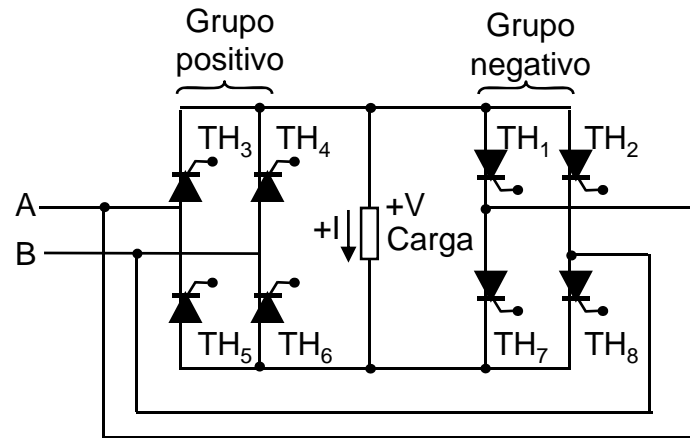 Grupo
positivo
Grupo
negativo
TH₃
TH₄
TH₁
TH₂
A
B
+I
+V
Carga
TH₅
TH₆
TH₇
TH₈